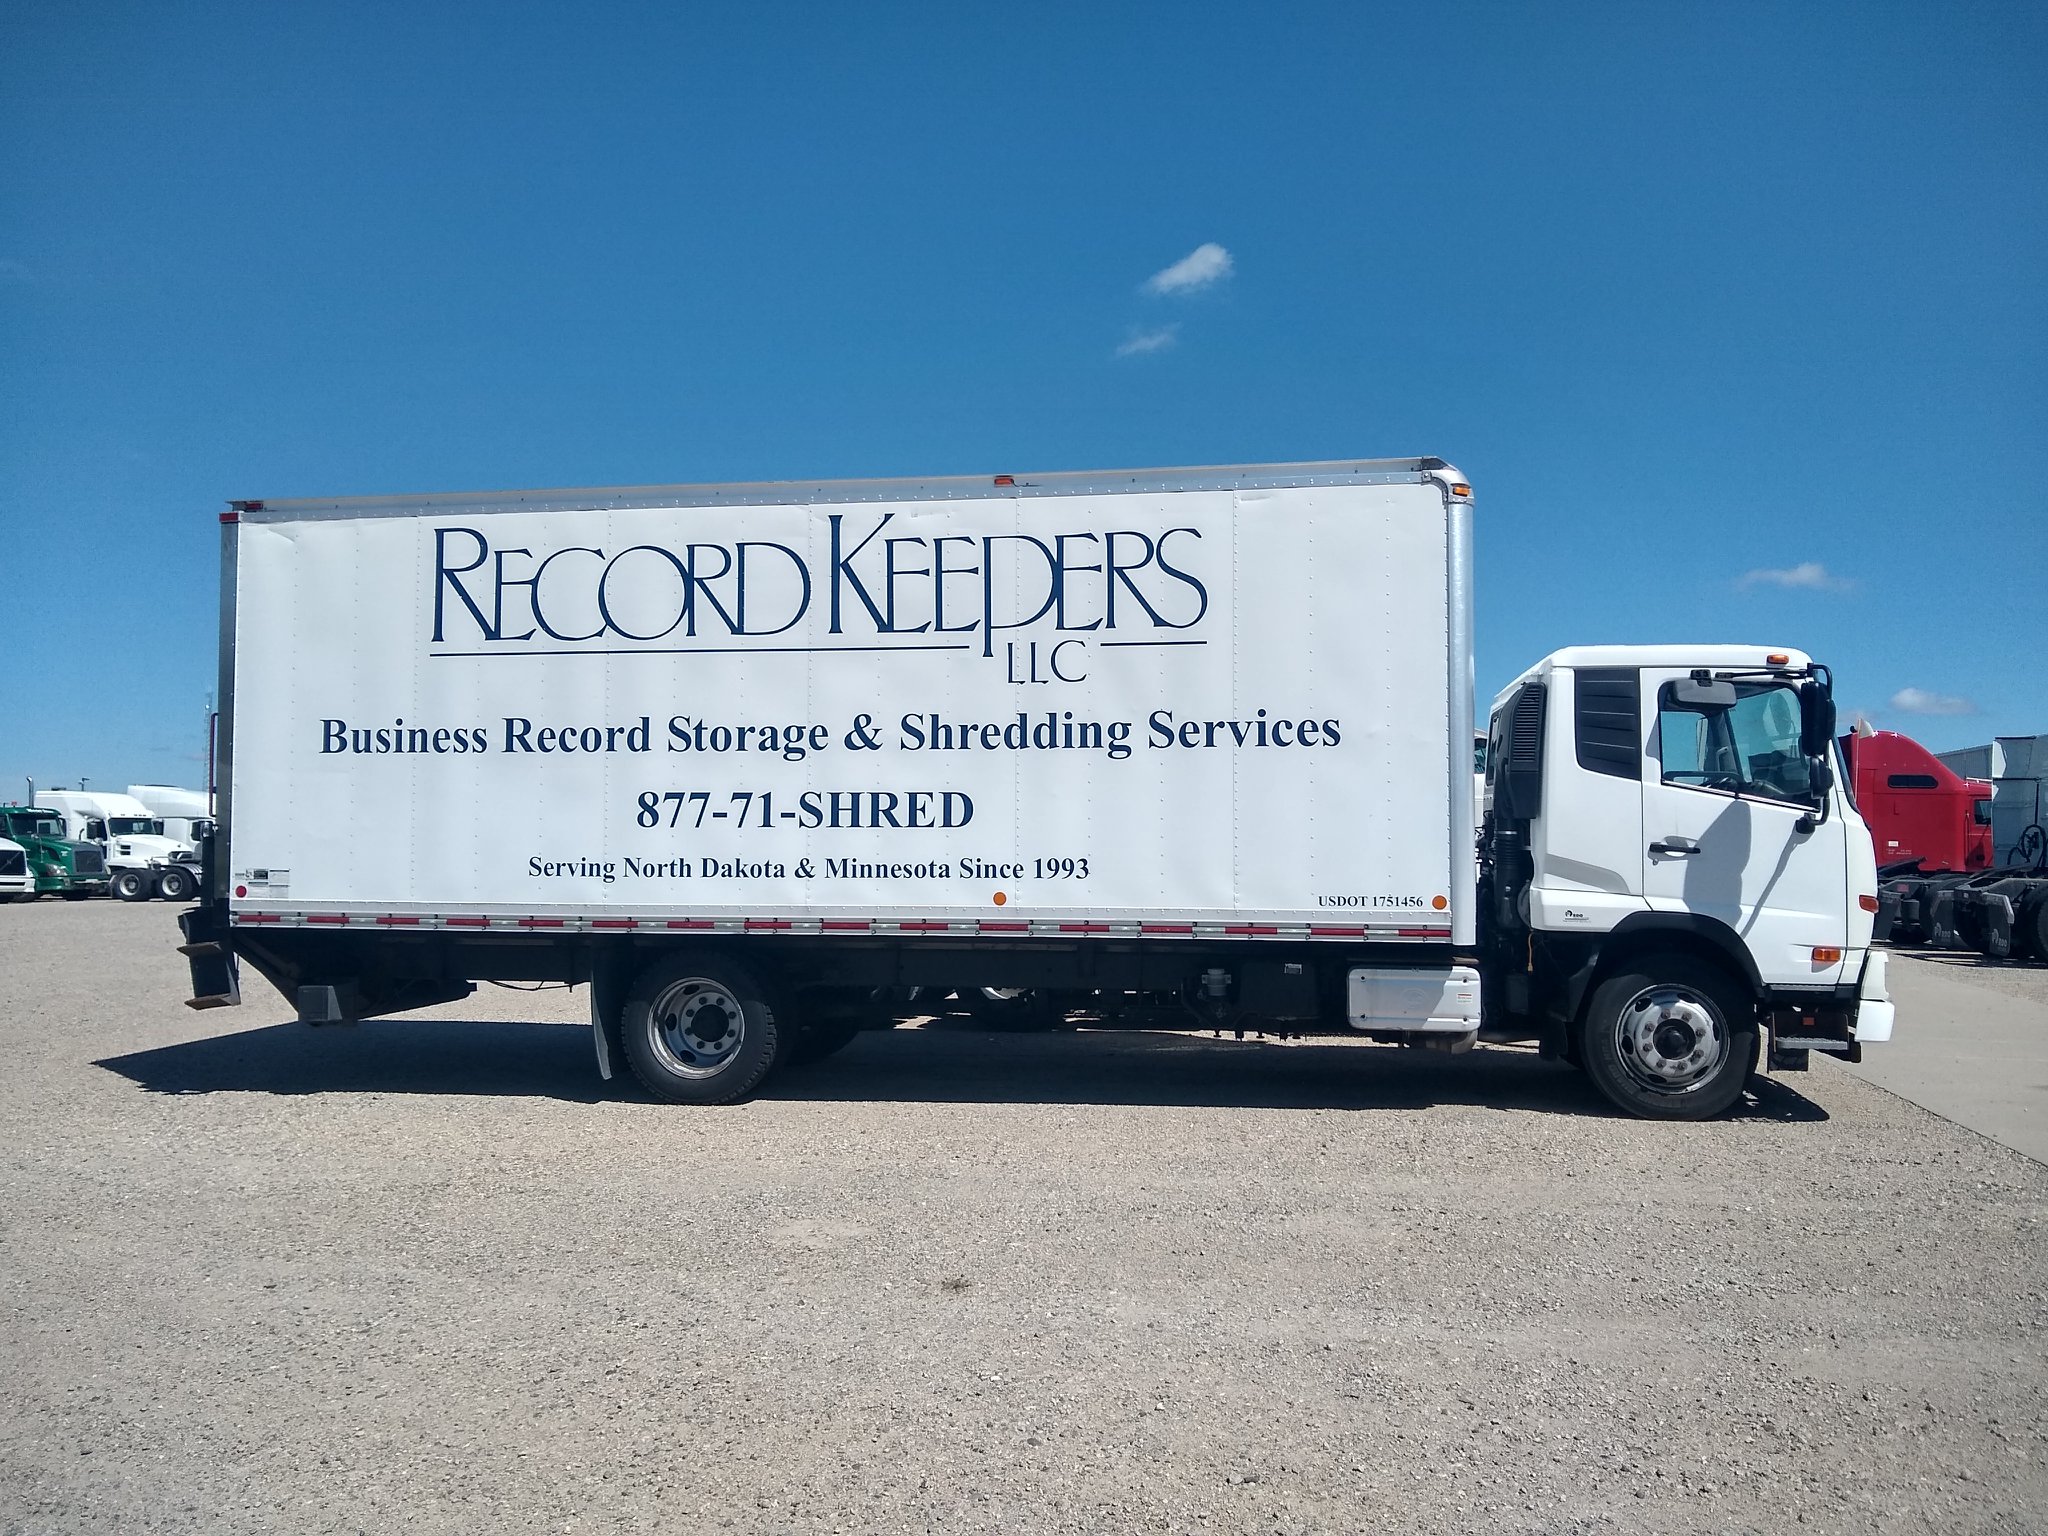 RECORD KEEPERS
LLC
Business Record Storage & Shredding Services
877-71-SHRED
Serving North Dakota & Minnesota Since 1993
USDOT 1751456